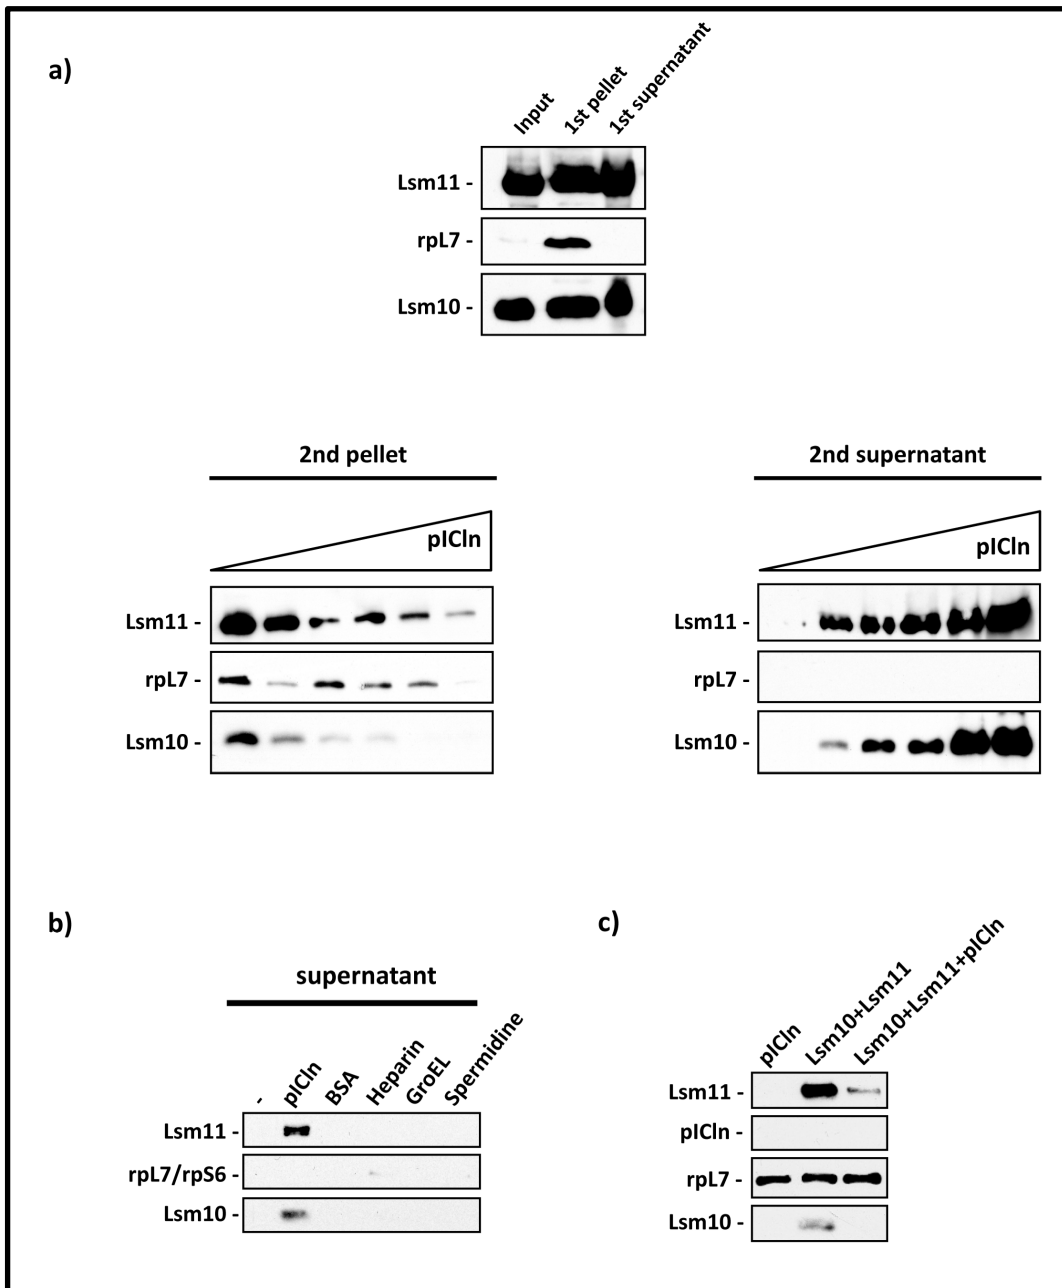 a)
Input
1st pellet
1st supernatant
Lsm11 -
rpL7 -
Lsm10 -
2nd pellet
pICln
Lsm11 -
rpL7 -
Lsm10 -
2nd supernatant
pICln
Lsm11 -
rpL7 -
Lsm10 -
b)
supernatant
-
pICln
BSA
Heparin
GroEL
Spermidine
Lsm11 -
rpL7/rpS6 -
Lsm10 -
c)
pICln
Lsm10+Lsm11
Lsm10+Lsm11+pICln
Lsm11 -
pICln -
rpL7 -
Lsm10 -